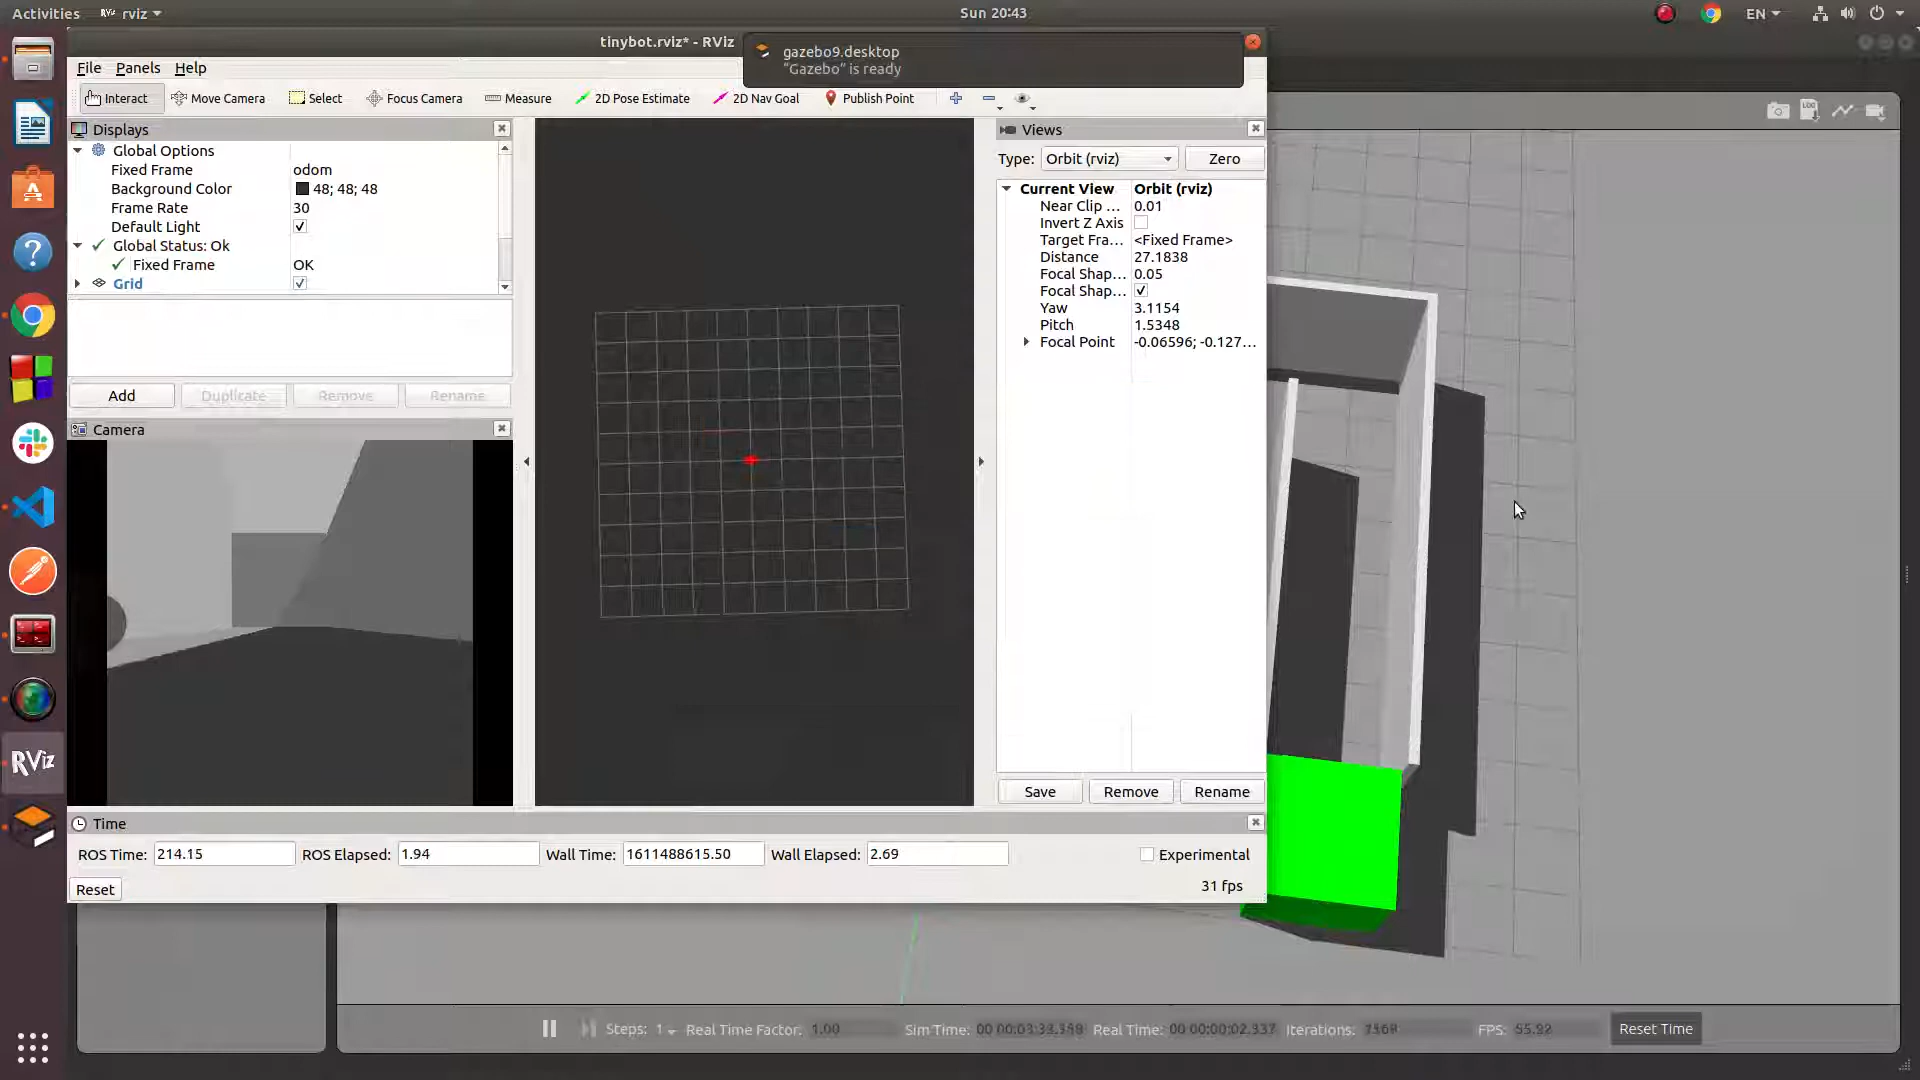 Activities
RViz
rviz
Sun 20:43
EN
tinybot.rviz* - RViz
gazebo9.desktop
"Gazebo" is ready
File
Panels
Help
Interact
Move Camera
Select
Focus Camera
Measure
2D Pose Estimate
2D Nav Goal
Publish Point
LOG
Displays
Global Options
Fixed Frame odom
Background Color 48; 48; 48
Frame Rate 30
Default Light
Global Status: Ok
Fixed Frame OK
Grid
Add
Duplicate
Remove
Rename
Camera
Views
Type: Orbit (rviz) Zero
Current View Orbit (rviz)
Near Clip ... 0.01
Invert Z Axis
Target Fra... <Fixed Frame>
Distance 27.1838
Focal Shap... 0.05
Focal Shap...
Yaw 3.1154
Pitch 1.5348
Focal Point -0.06596; -0.127...
Save
Remove
Rename
RViz
Time
ROS Time: 214.15
ROS Elapsed: 1.94
Wall Time: 1611488615.50
Wall Elapsed: 2.69
Experimental
Reset
31 fps
Steps: 1
Real Time Factor: 1.00
Sim Time:
Real Time:
Iterations:
FPS:
Reset Time